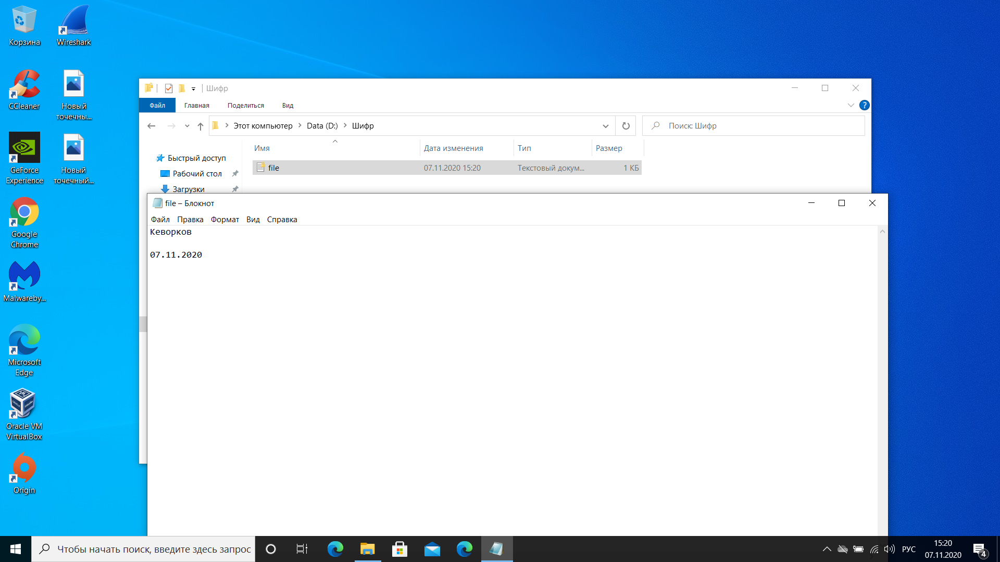 Корзина
Wireshark
CCleaner
Новый
точечны...
GeForce
Experience
Новый
точечный...
Google
Chrome
Malwareby...
Microsoft
Edge
Oracle VM
VirtualBox
Origin
Шифр
Файл Главная Поделиться Вид
Этот компьютер Data (D:) Шифр
Поиск: Шифр
Имя Дата изменения Тип Размер
Быстрый доступ
Рабочий стол
Загрузки
file 07.11.2020 15:20 Текстовый докум... 1 КБ
file – Блокнот
Файл Правка Формат Вид Справка
Кеворков
07.11.2020
Чтобы начать поиск, введите здесь запрос
РУС
15:20
07.11.2020
4